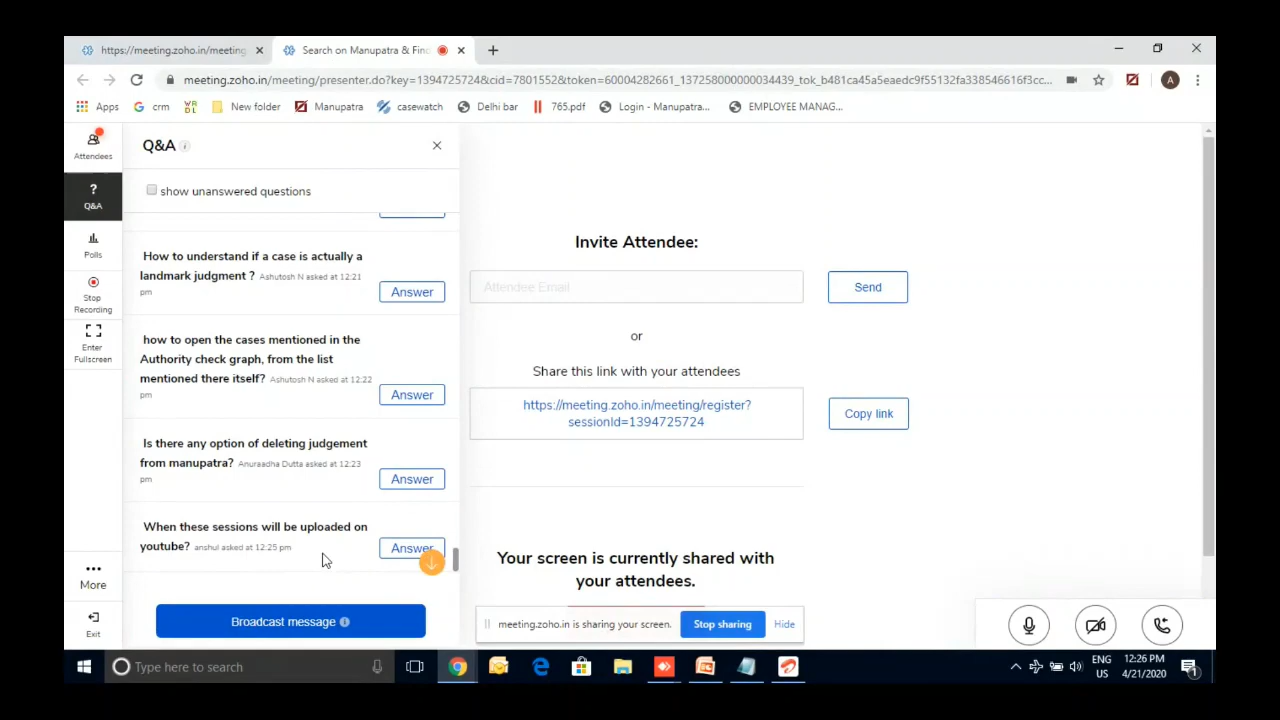 https://meeting.zoho.in/meeting
Search on Manupatra & Fin
meeting.zoho.in/meeting/presenter.do?key=1394725724&cid=7801552&token=60004282661_137258000000034439_tok_b481ca45a5eaedc9f55132fa338546616f3cc...
A
Apps
crm
New folder
Manupatra
casewatch
Delhi bar
765.pdf
Login - Manupatra...
EMPLOYEE MANAG...
Attendees
?
Q&A
Polls
Stop
Recording
Enter
Fullscreen
More
Exit
Q&A
show unanswered questions
How to understand if a case is actually a
landmark judgment ? Ashutosh N asked at 12:21
pm
Answer
how to open the cases mentioned in the
Authority check graph, from the list
mentioned there itself? Ashutosh N asked at 12:22
pm
Answer
Is there any option of deleting judgement
from manupatra? Anuraadha Dutta asked at 12:23
pm
Answer
When these sessions will be uploaded on
youtube? anshul asked at 12:25 pm
Answer
Broadcast message
Invite Attendee:
Attendee Email
Send
or
Share this link with your attendees
https://meeting.zoho.in/meeting/register?
sessionId=1394725724
Copy link
Your screen is currently shared with
your attendees.
meeting.zoho.in is sharing your screen.
Stop sharing
Hide
Type here to search
ENG
US
12:26 PM
4/21/2020
1